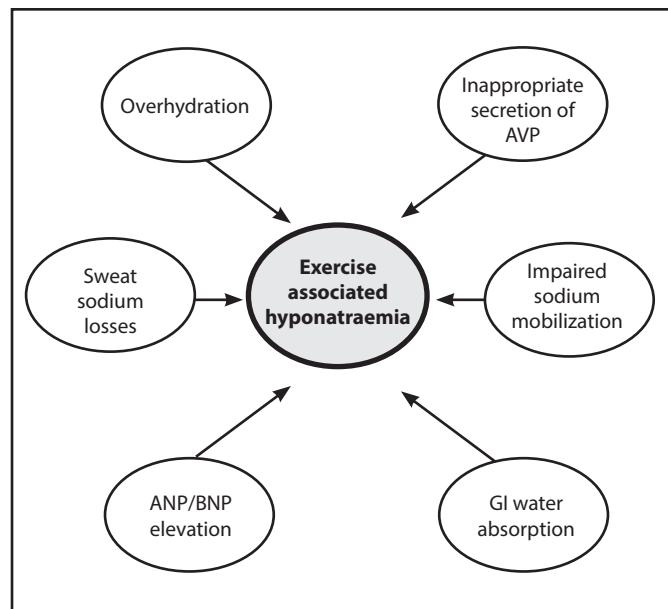 Overhydration
Inappropriate
secretion of
AVP
Sweat
sodium
losses
Exercise
associated
hyponatraemia
Impaired
sodium
mobilization
ANP/BNP
elevation
GI water
absorption